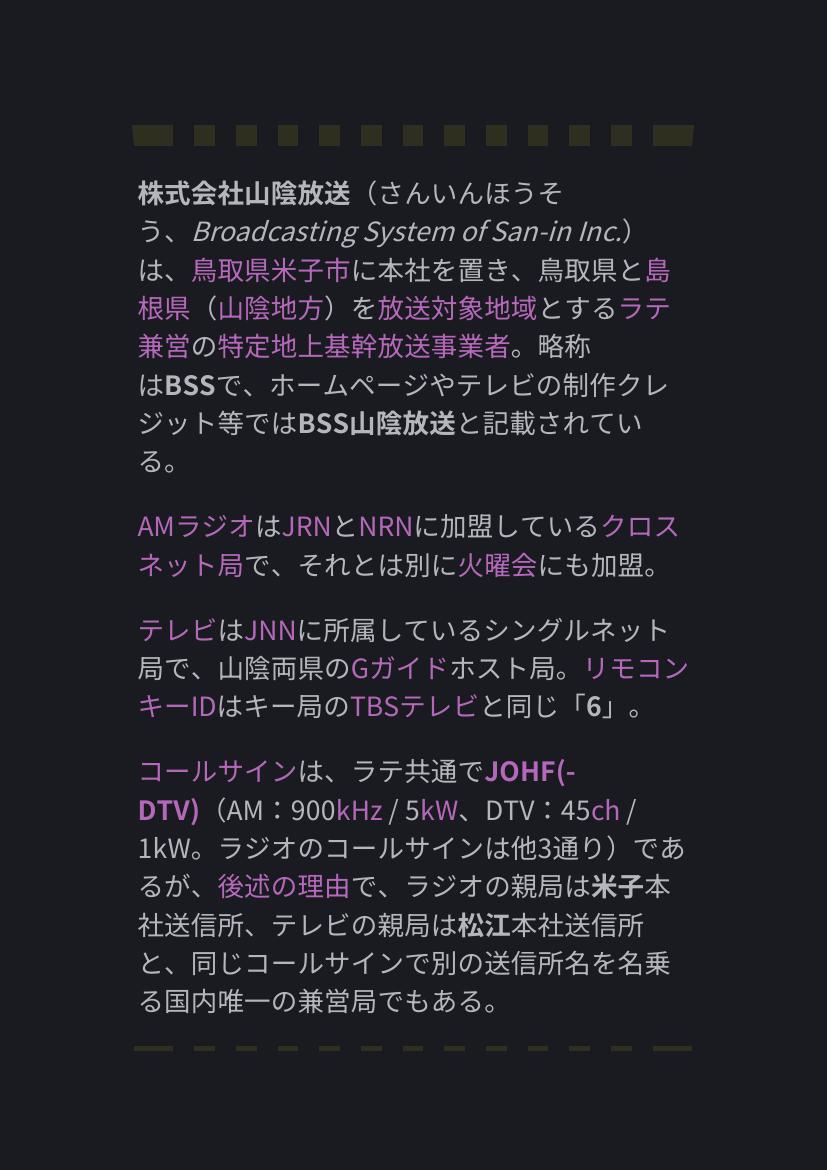 株式会社山陰放送（さんいんほうそ
う、Broadcasting System of San-in Inc.）
は、鳥取県米子市に本社を置き、鳥取県と島
根県（山陰地方）を放送対象地域とするラテ
兼営の特定地上基幹放送事業者。略称
はBSSで、ホームページやテレビの制作クレ
ジット等ではBSS山陰放送と記載されてい
る。
AMラジオはJRNとNRNに加盟しているクロス
ネット局で、それとは別に火曜会にも加盟。
テレビはJNNに所属しているシングルネット
局で、山陰両県のGガイドホスト局。リモコン
キーIDはキー局のTBSテレビと同じ「6」。
コールサインは、ラテ共通でJOHF(-
DTV)（AM：900kHz / 5kW、DTV：45ch /
1kW。ラジオのコールサインは他3通り）であ
るが、後述の理由で、ラジオの親局は米子本
社送信所、テレビの親局は松江本社送信所
と、同じコールサインで別の送信所名を名乗
る国内唯一の兼営局でもある。